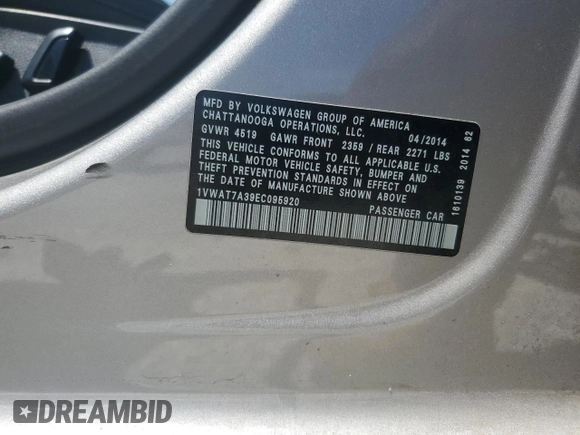 MFD BY VOLKSWAGEN GROUP OF AMERICA
CHATTANOOGA OPERATIONS, LLC. 04/2014
GVWR 4519 GAWR FRONT 2359 / REAR 2271 LBS
THIS VEHICLE CONFORMS TO ALL APPLICABLE U.S.
FEDERAL MOTOR VEHICLE SAFETY, BUMPER AND
THEFT PREVENTION STANDARDS IN EFFECT ON
THE DATE OF MANUFACTURE SHOWN ABOVE
1VWAT7A39EC095920 PASSENGER CAR
1610139 2014 62
DREAMBID